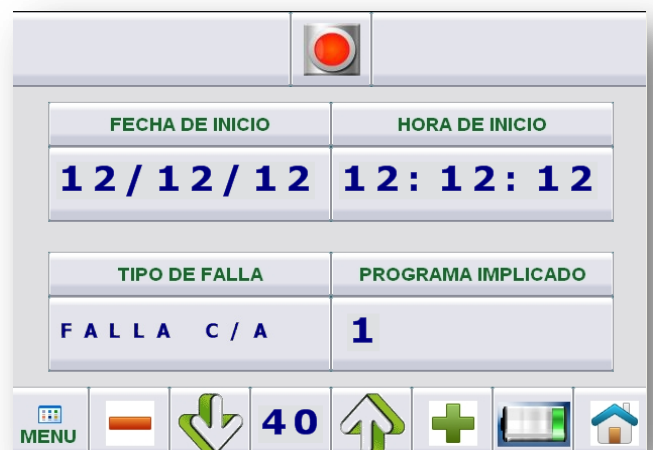 FECHA DE INICIO HORA DE INICIO
12/12/12 12:12:12
TIPO DE FALLA PROGRAMA IMPLICADO
FALLA C/A 1
MENU 40